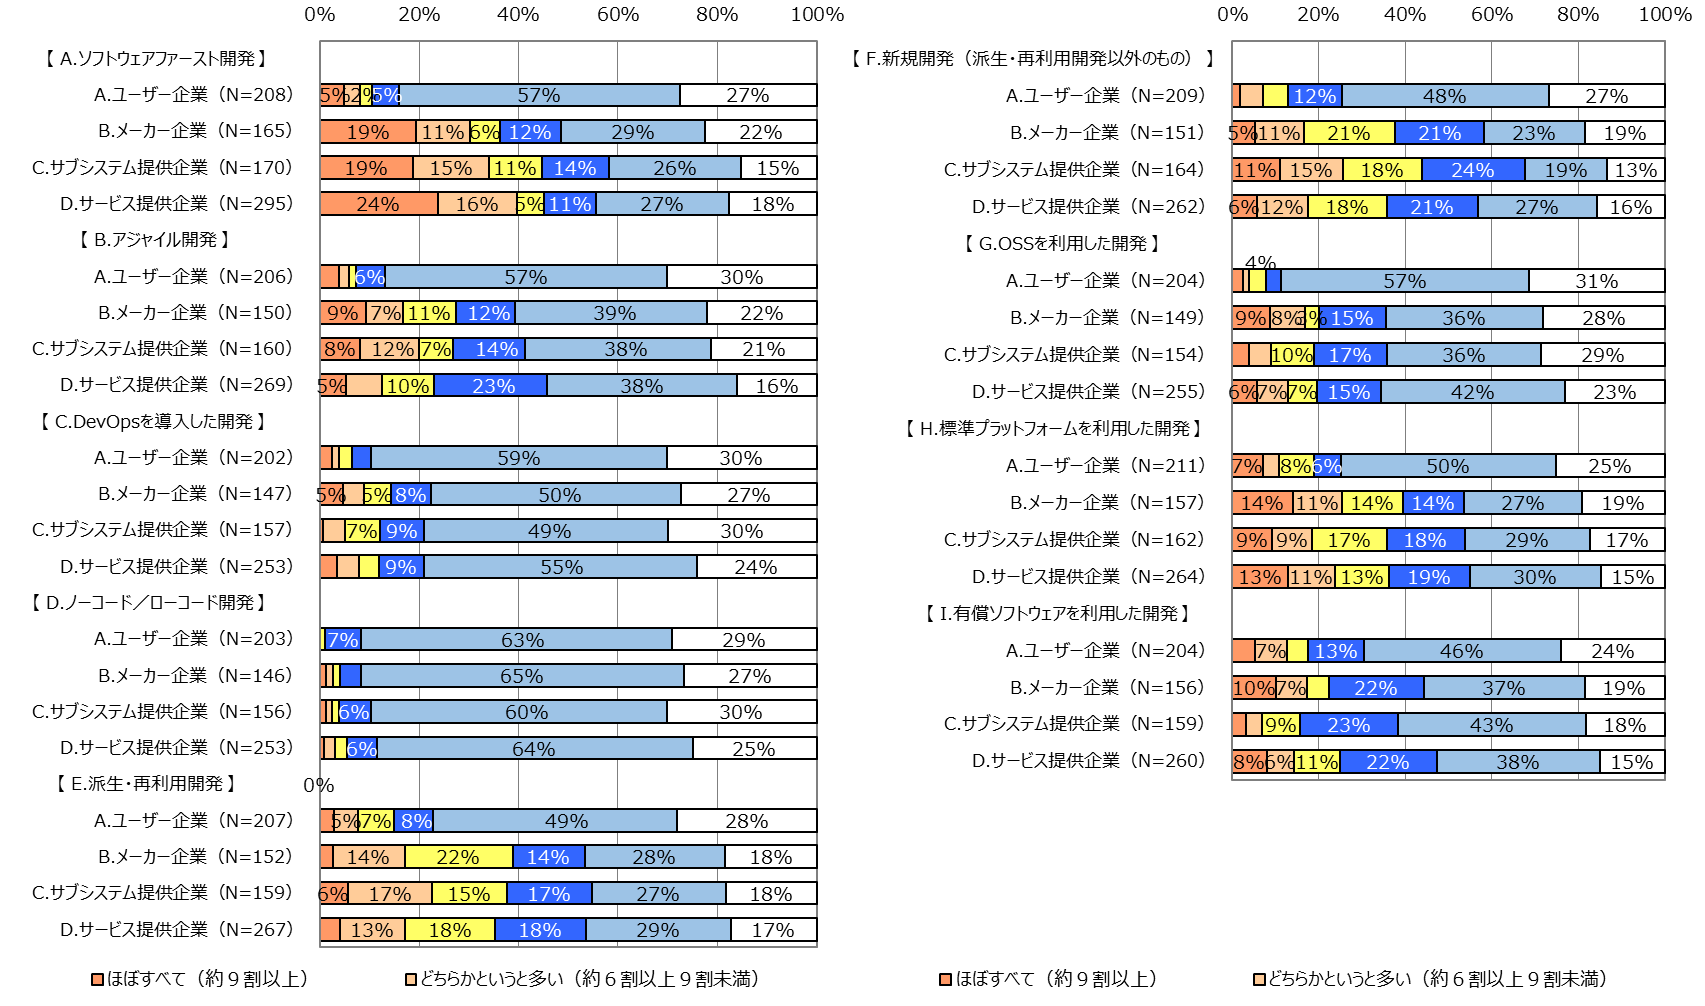 0% 20% 40% 60% 80% 100%
【 A.ソフトウェアファースト開発 】
A.ユーザー企業（N=208） 5% 2% 5% 57% 27%
B.メーカー企業（N=165） 19% 11% 6% 12% 29% 22%
C.サブシステム提供企業（N=170） 19% 15% 11% 14% 26% 15%
D.サービス提供企業（N=295） 24% 16% 5% 11% 27% 18%
【 B.アジャイル開発 】
A.ユーザー企業（N=206） 6% 57% 30%
B.メーカー企業（N=150） 9% 7% 11% 12% 39% 22%
C.サブシステム提供企業（N=160） 8% 12% 7% 14% 38% 21%
D.サービス提供企業（N=269） 5% 10% 23% 38% 16%
【 C.DevOpsを導入した開発 】
A.ユーザー企業（N=202） 59% 30%
B.メーカー企業（N=147） 5% 5% 8% 50% 27%
C.サブシステム提供企業（N=157） 7% 9% 49% 30%
D.サービス提供企業（N=253） 9% 55% 24%
【 D.ノーコード／ローコード開発 】
A.ユーザー企業（N=203） 7% 63% 29%
B.メーカー企業（N=146） 65% 27%
C.サブシステム提供企業（N=156） 6% 60% 30%
D.サービス提供企業（N=253） 6% 64% 25%
【 E.派生・再利用開発 】 0%
A.ユーザー企業（N=207） 5% 7% 8% 49% 28%
B.メーカー企業（N=152） 14% 22% 14% 28% 18%
C.サブシステム提供企業（N=159） 6% 17% 15% 17% 27% 18%
D.サービス提供企業（N=267） 13% 18% 18% 29% 17%
ほぼすべて（約９割以上） どちらかというと多い（約６割以上９割未満）
0% 20% 40% 60% 80% 100%
【 F.新規開発（派生・再利用開発以外のもの） 】
A.ユーザー企業（N=209） 12% 48% 27%
B.メーカー企業（N=151） 5% 11% 21% 21% 23% 19%
C.サブシステム提供企業（N=164） 11% 15% 18% 24% 19% 13%
D.サービス提供企業（N=262） 6% 12% 18% 21% 27% 16%
【 G.OSSを利用した開発 】
4%
A.ユーザー企業（N=204） 57% 31%
B.メーカー企業（N=149） 9% 8% 3% 15% 36% 28%
C.サブシステム提供企業（N=154） 10% 17% 36% 29%
D.サービス提供企業（N=255） 6% 7% 7% 15% 42% 23%
【 H.標準プラットフォームを利用した開発 】
A.ユーザー企業（N=211） 7% 8% 6% 50% 25%
B.メーカー企業（N=157） 14% 11% 14% 14% 27% 19%
C.サブシステム提供企業（N=162） 9% 9% 17% 18% 29% 17%
D.サービス提供企業（N=264） 13% 11% 13% 19% 30% 15%
【 I.有償ソフトウェアを利用した開発 】
A.ユーザー企業（N=204） 7% 13% 46% 24%
B.メーカー企業（N=156） 10% 7% 22% 37% 19%
C.サブシステム提供企業（N=159） 9% 23% 43% 18%
D.サービス提供企業（N=260） 8% 6% 11% 22% 38% 15%
ほぼすべて（約９割以上） どちらかというと多い（約６割以上９割未満）